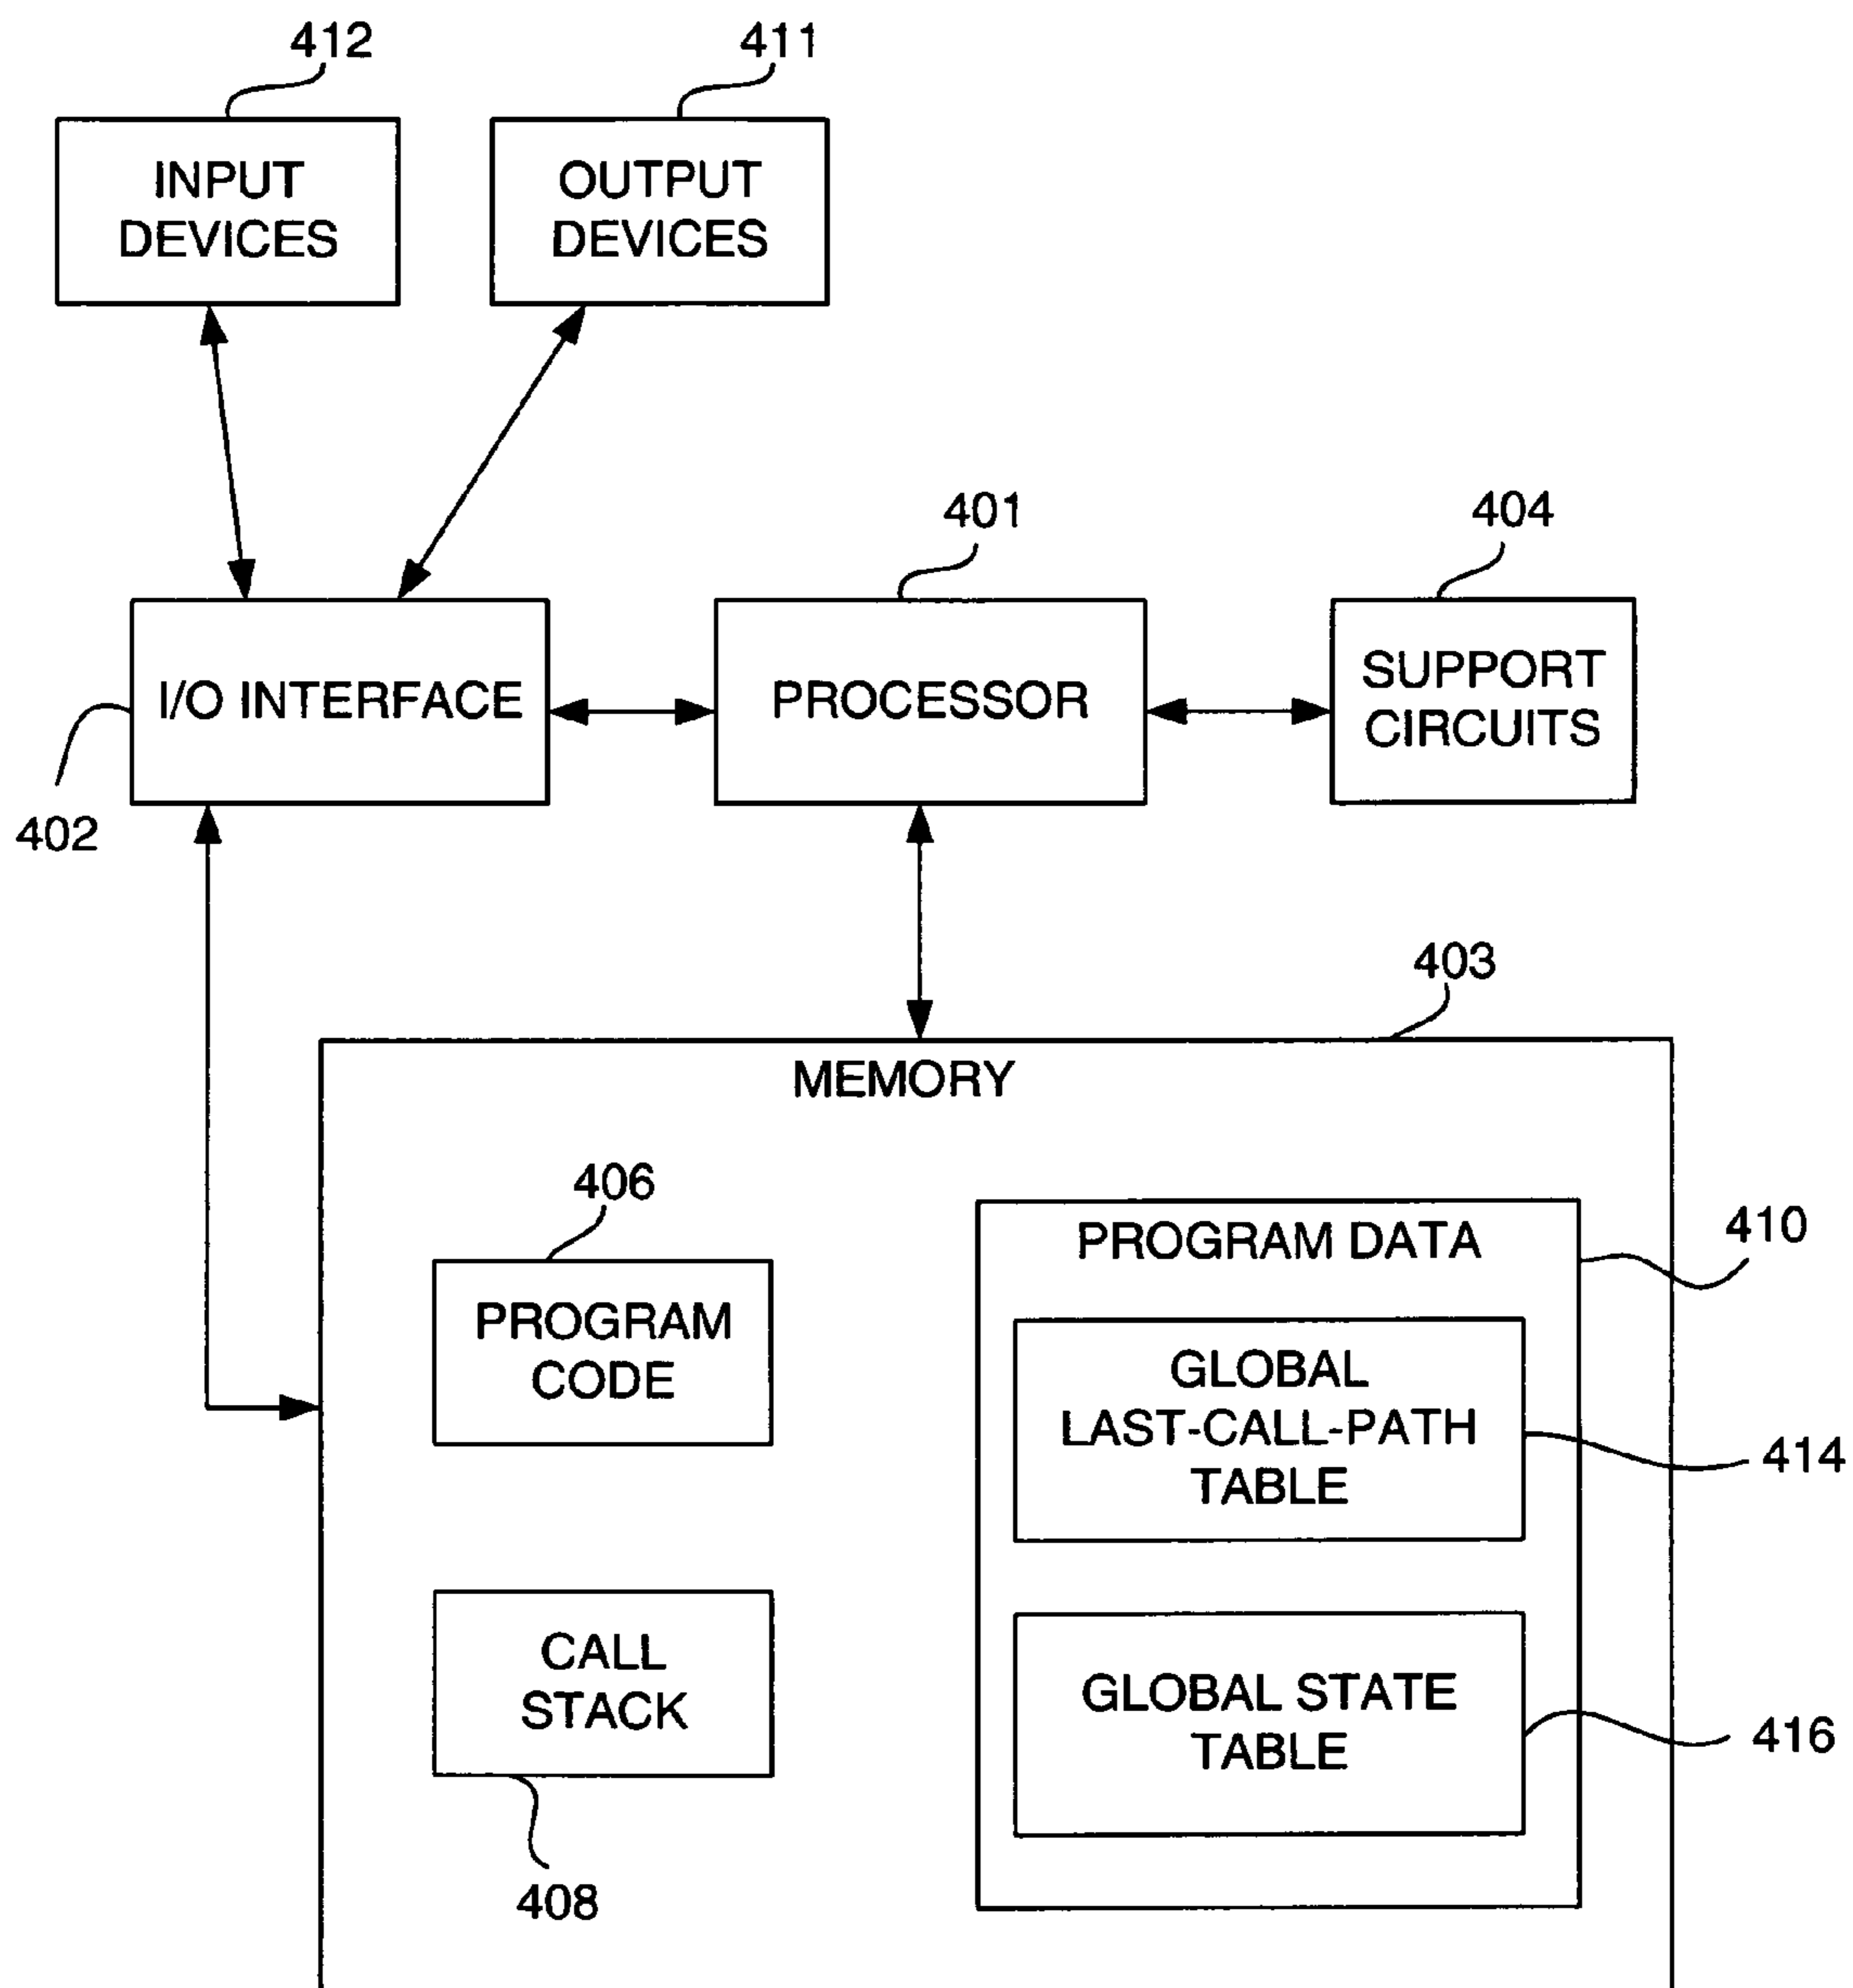 412
411
INPUT
DEVICES
OUTPUT
DEVICES
401
404
I/O INTERFACE
PROCESSOR
SUPPORT
CIRCUITS
402
403
MEMORY
406
PROGRAM
CODE
PROGRAM DATA
410
GLOBAL
LAST-CALL-PATH
TABLE
414
CALL
STACK
GLOBAL STATE
TABLE
416
408